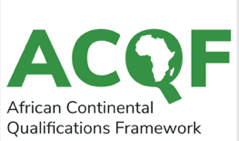 ACQF
African Continental
Qualifications Framework